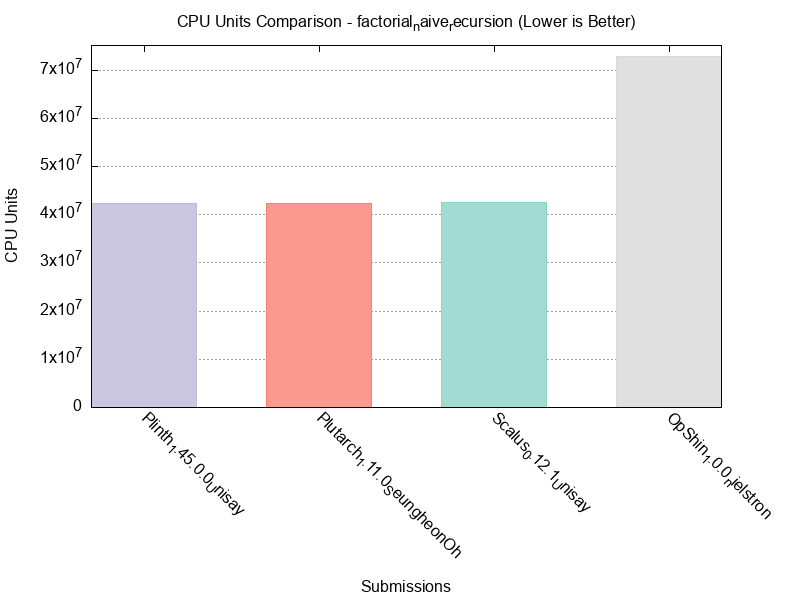 CPU Units Comparison - factorial_naive_recursion (Lower is Better)
CPU Units
7x10^7
6x10^7
5x10^7
4x10^7
3x10^7
2x10^7
1x10^7
0
Plinth_1.45.0.0_Unisay
Plutarch_1.11.0_SeungheonOh
Scalus_0.12.1_Unisay
OpShin_1.0.0_nielstron
Submissions